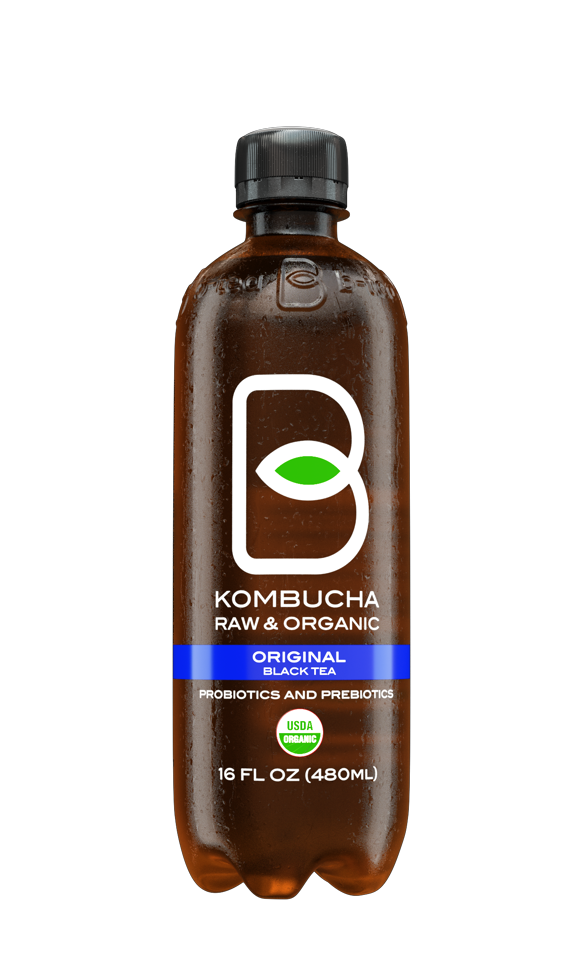 B
KOMBUCHA
RAW & ORGANIC
ORIGINAL
BLACK TEA
PROBIOTICS AND PREBIOTICS
USDA
ORGANIC
16 FL OZ (480ML)